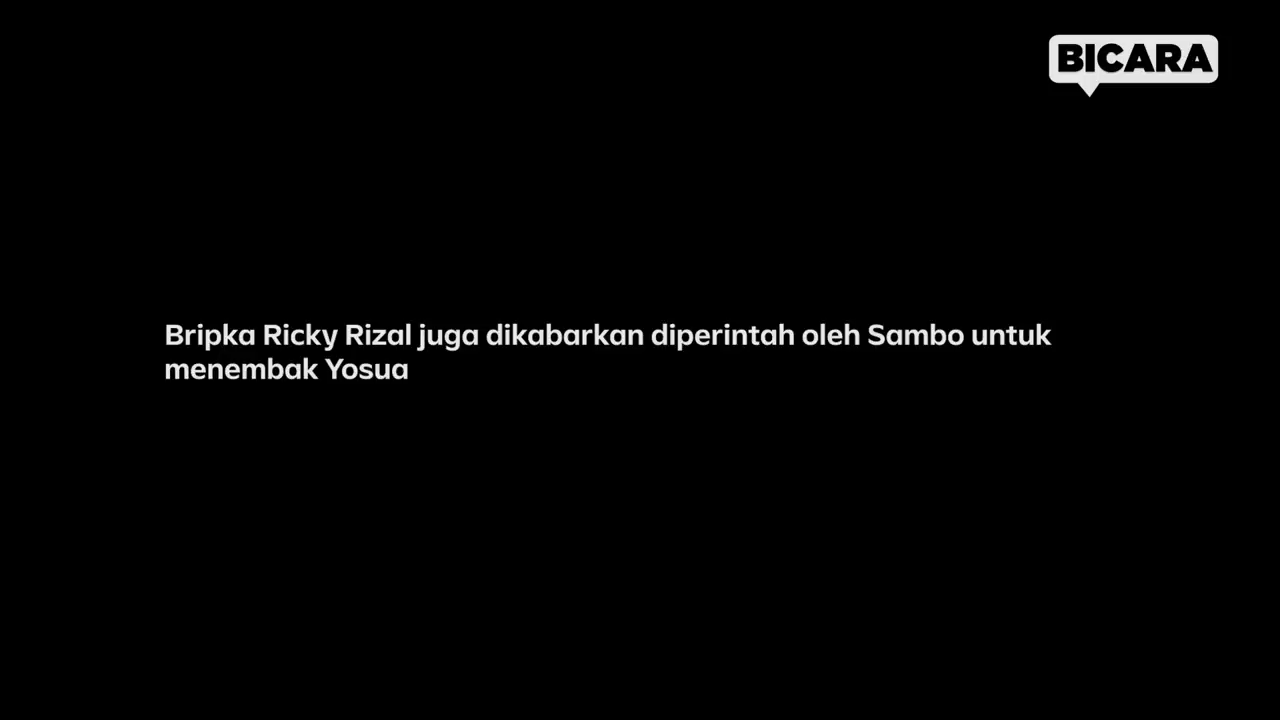 BICARA
Bripka Ricky Rizal juga dikabarkan diperintah oleh Sambo untuk
menembak Yosua